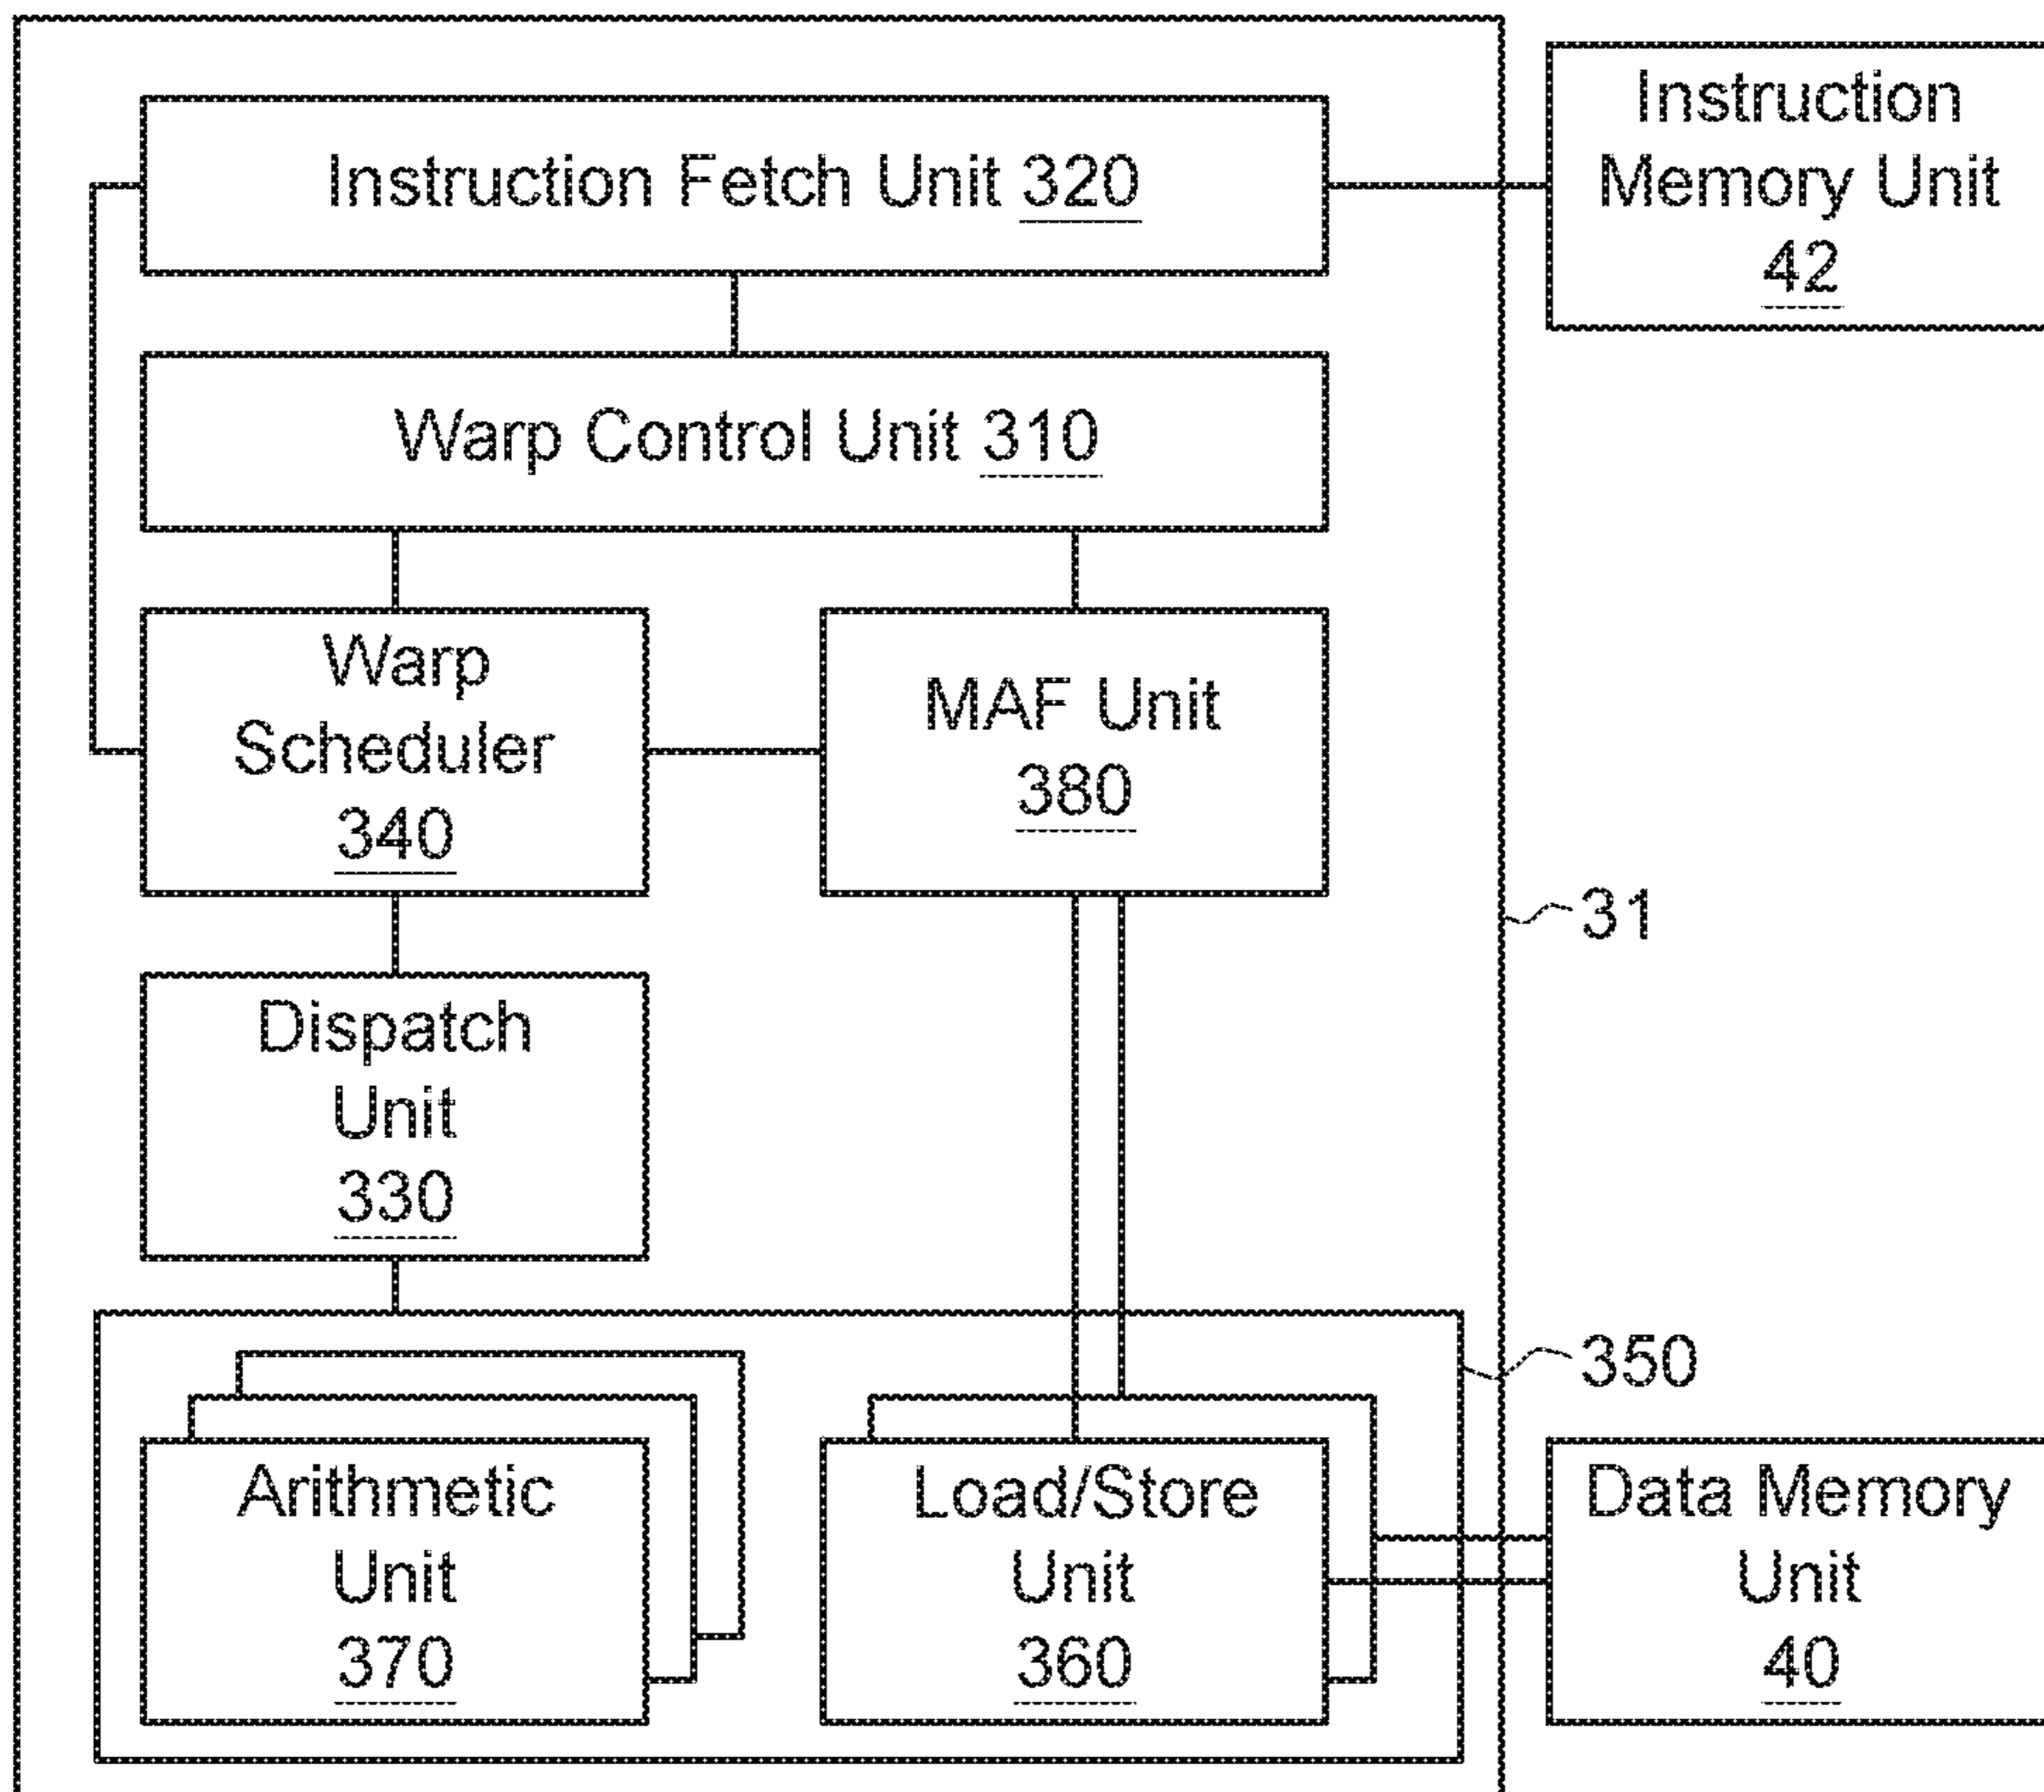 Instruction Fetch Unit 320
Instruction
Memory Unit
42
Warp Control Unit 310
Warp
Scheduler
340
MAF Unit
380
31
Dispatch
Unit
330
350
Arithmetic
Unit
370
Load/Store
Unit
360
Data Memory
Unit
40